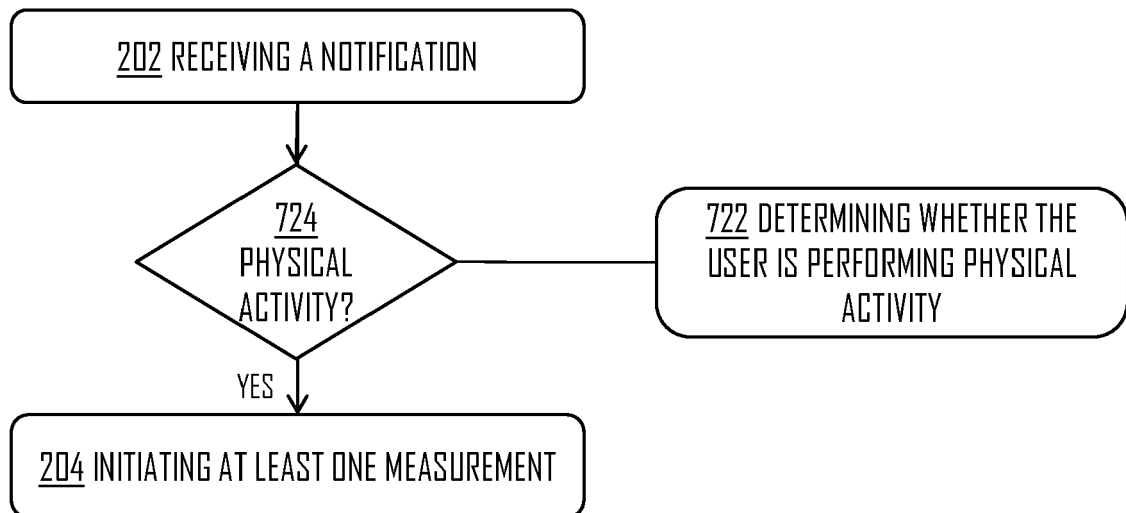 202 RECEIVING A NOTIFICATION
724
PHYSICAL
ACTIVITY?
722 DETERMINING WHETHER THE
USER IS PERFORMING PHYSICAL
ACTIVITY
YES
204 INITIATING AT LEAST ONE MEASUREMENT